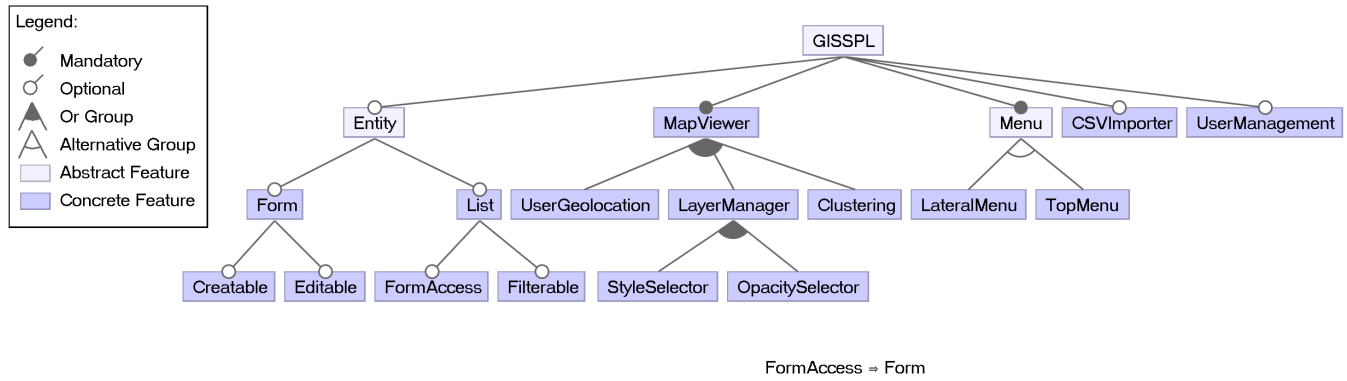 Legend:
Mandatory
Optional
Or Group
Alternative Group
Abstract Feature
Concrete Feature
GISSPL
Entity
MapViewer
Menu
CSVImporter
UserManagement
Form
List
UserGeolocation
LayerManager
Clustering
LateralMenu
TopMenu
Creatable
Editable
FormAccess
Filterable
StyleSelector
OpacitySelector
FormAccess ⇒ Form